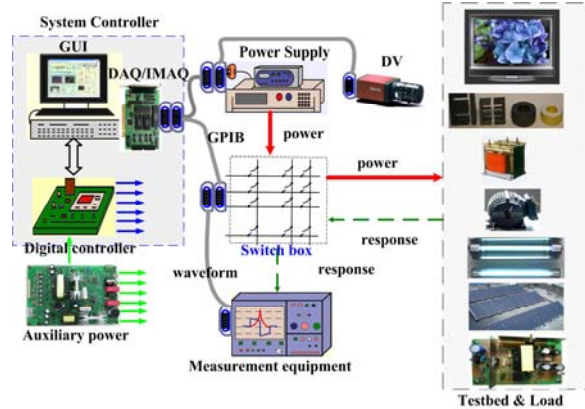 System Controller
GUI
DAQ/IMAQ
Power Supply
DV
GPIB
power
power
Digital controller
Switch box
response
response
waveform
Auxiliary power
Measurement equipment
Testbed & Load